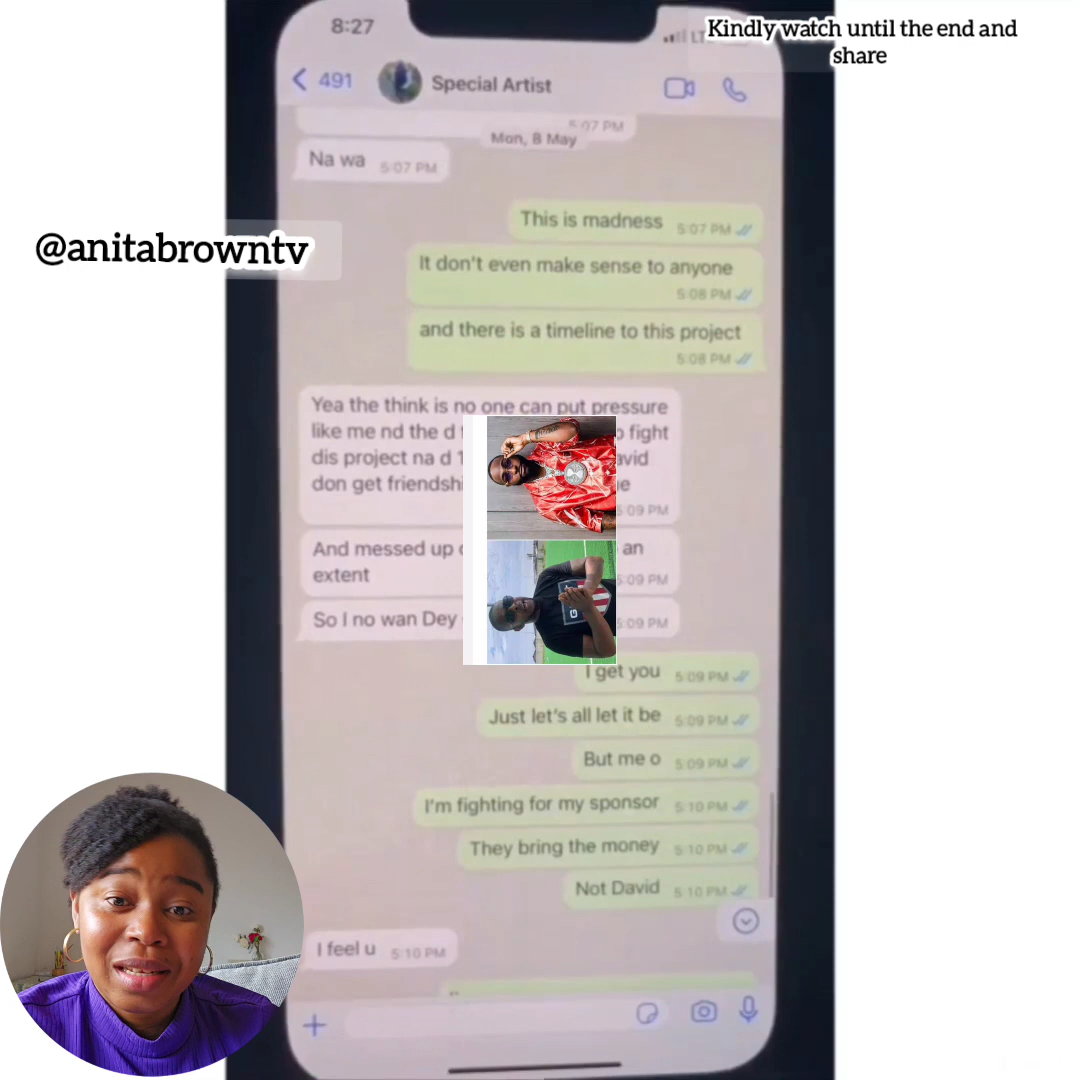 8:27
Kindly watch until the end and
share
491
Special Artist
5:07 PM
Mon, 8 May
Na wa 5:07 PM
@anitabrowntv
This is madness 5:07 PM
It don't even make sense to anyone
5:08 PM
and there is a timeline to this project
5:08 PM
Yea the think is no one can put pressure
like me nd the d fight
dis project na d avid
don get
5:09 PM
And messed up an
extent 5:09 PM
So I no wan Dey 5:09 PM
I get you 5:09 PM
Just let's all let it be 5:09 PM
But me o 5:09 PM
I'm fighting for my sponsor 5:10 PM
They bring the money 5:10 PM
Not David 5:10 PM
I feel u 5:10 PM